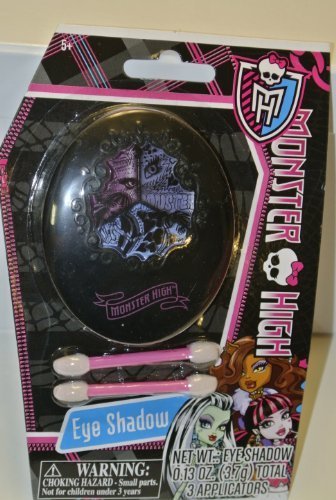 5+
MONSTER HIGH
MONSTER HIGH™
Eye Shadow
WARNING:
CHOKING HAZARD - Small parts.
Not for children under 3 years
NET WT. EYE SHADOW
0.13 OZ. (3.7g) TOTAL
3 APPLICATORS